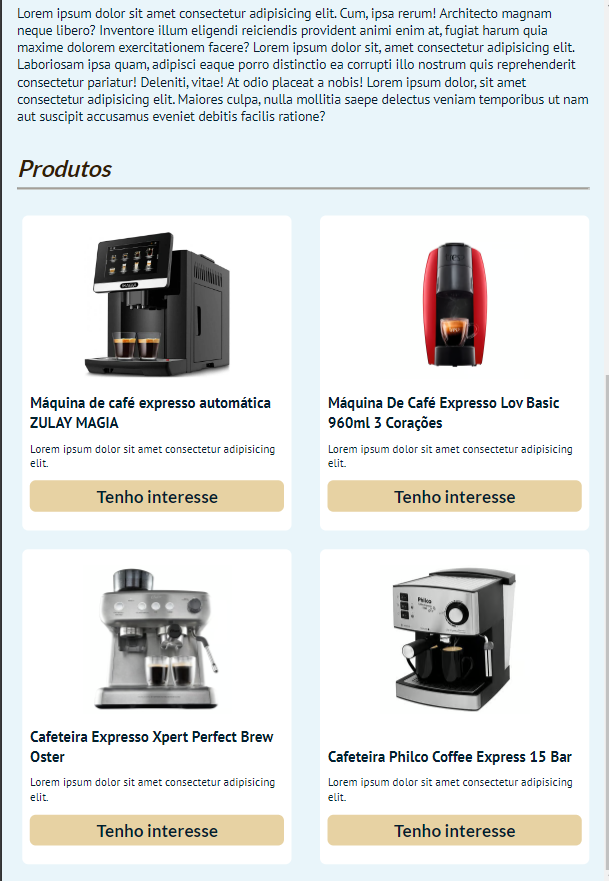 Lorem ipsum dolor sit amet consectetur adipisicing elit. Cum, ipsa rerum! Architecto magnam
neque libero? Inventore illum eligendi reiciendis provident animi enim at, fugiat harum quia
maxime dolorem exercitationem facere? Lorem ipsum dolor sit, amet consectetur adipisicing elit.
Laboriosam ipsa quam, adipisci eaque porro distinctio ea corrupti illo nostrum quis reprehenderit
consectetur pariatur! Deleniti, vitae! At odio placeat a nobis! Lorem ipsum dolor, sit amet
consectetur adipisicing elit. Maiores culpa, nulla mollitia saepe delectus veniam temporibus ut nam
aut suscipit accusamus eveniet debitis facilis ratione?
Produtos
Máquina de café expresso automática
ZULAY MAGIA
Lorem ipsum dolor sit amet consectetur adipisicing
elit.
Tenho interesse
Máquina De Café Expresso Lov Basic
960ml 3 Corações
Lorem ipsum dolor sit amet consectetur adipisicing
elit.
Tenho interesse
Cafeteira Expresso Xpert Perfect Brew
Oster
Lorem ipsum dolor sit amet consectetur adipisicing
elit.
Tenho interesse
Philco
Cafeteira Philco Coffee Express 15 Bar
Lorem ipsum dolor sit amet consectetur adipisicing
elit.
Tenho interesse